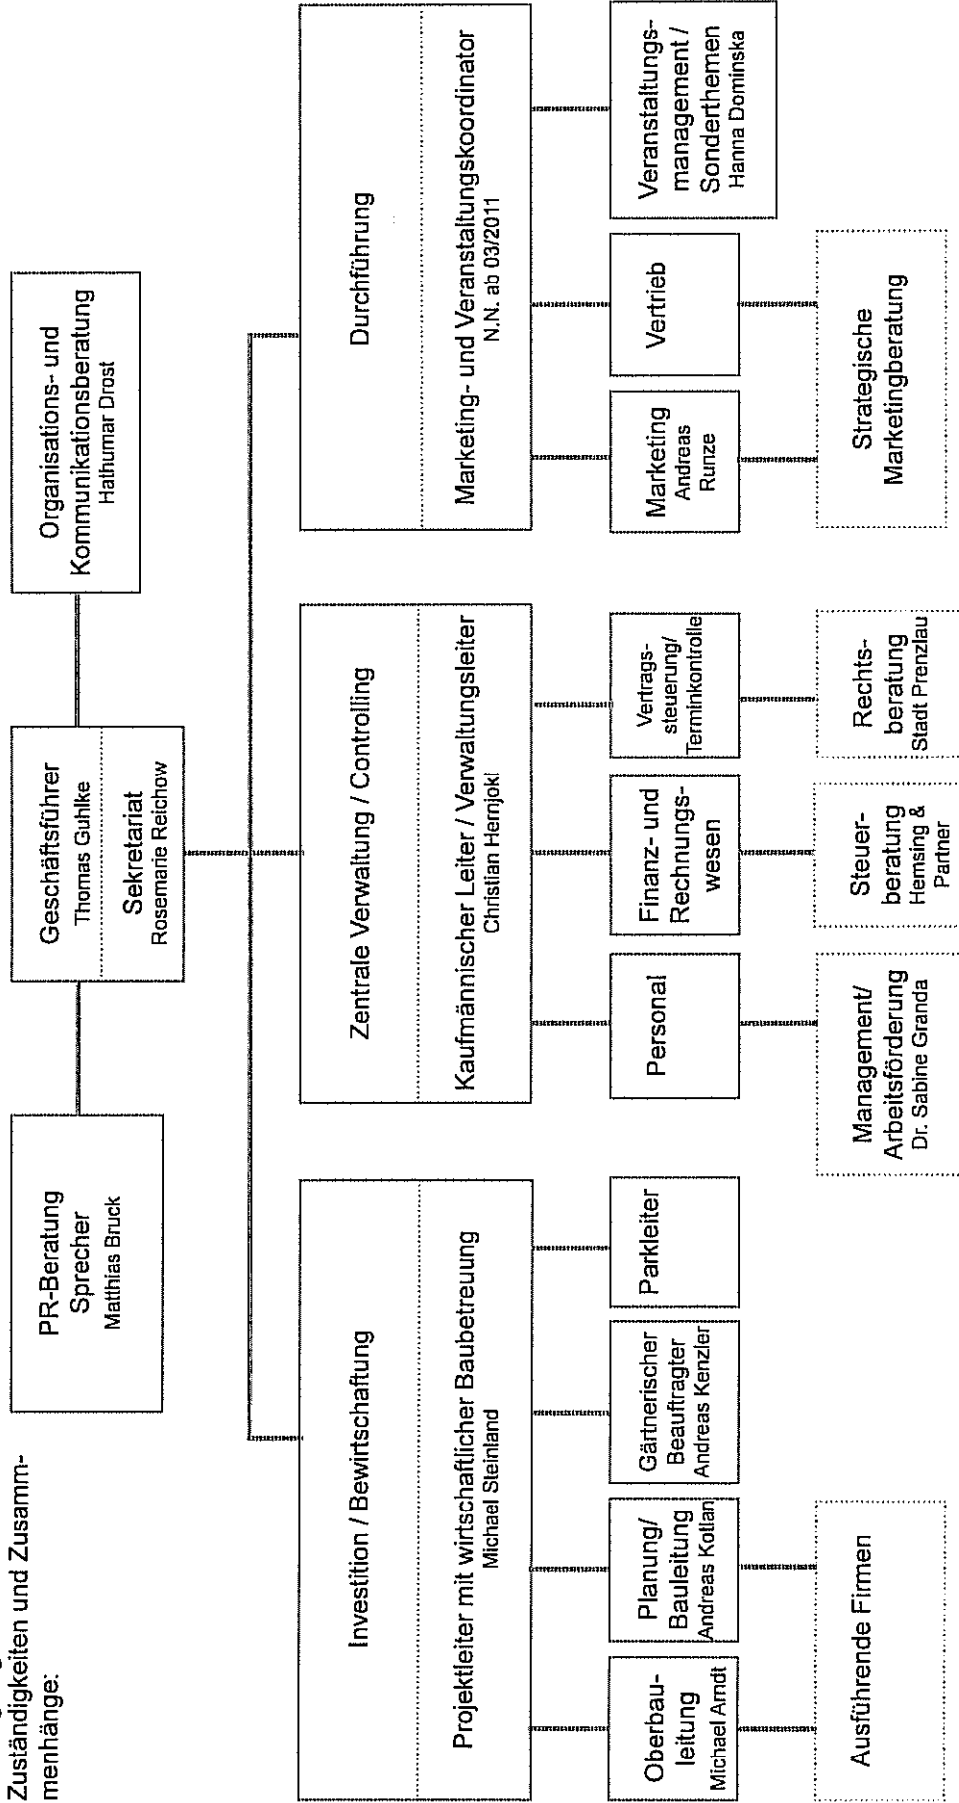 Zuständigkeiten und Zusamm-
menhänge:
PR-Beratung
Sprecher
Matthias Bruck
Geschäftsführer
Thomas Guhlke
Sekretariat
Rosemarie Reichow
Organisations- und
Kommunikationsberatung
Hathumar Drost
Investition / Bewirtschaftung
Projektleiter mit wirtschaftlicher Baubetreuung
Michael Steinland
Zentrale Verwaltung / Controlling
Kaufmännischer Leiter / Verwaltungsleiter
Christian Hernjokl
Durchführung
Marketing- und Veranstaltungskoordinator
N.N. ab 03/2011
Oberbau-
leitung
Michael Arndt
Planung/
Bauleitung
Andreas Kotlan
Gärtnerischer
Beauftragter
Andreas Kenzler
Parkleiter
Personal
Finanz- und
Rechnungs-
wesen
Vertrags-
steuerung/
Terminkontrolle
Marketing
Andreas
Runze
Vertrieb
Veranstaltungs-
management /
Sonderthemen
Hanna Dominska
Ausführende Firmen
Management/
Arbeitsförderung
Dr. Sabine Granda
Steuer-
beratung
Hemsing &
Partner
Rechts-
beratung
Stadt Prenzlau
Strategische
Marketingberatung